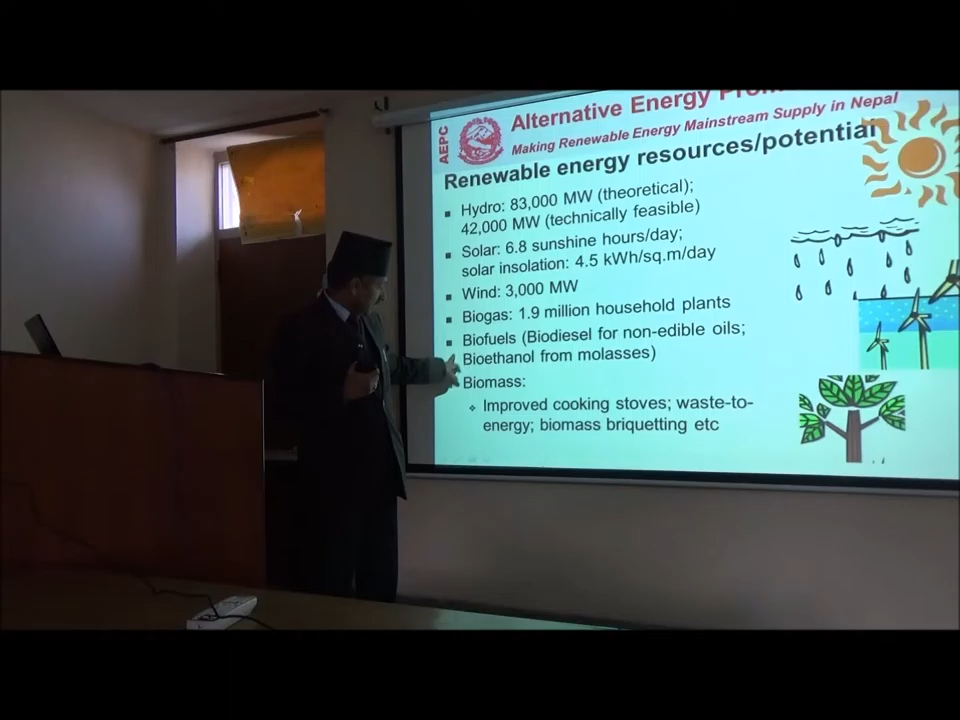 Alternative Energy
AEPC
Making Renewable Energy Mainstream Supply in Nepal
Renewable energy resources/potential
▪ Hydro: 83,000 MW (theoretical);
42,000 MW (technically feasible)
▪ Solar: 6.8 sunshine hours/day;
solar insolation: 4.5 kWh/sq.m/day
▪ Wind: 3,000 MW
▪ Biogas: 1.9 million household plants
▪ Biofuels (Biodiesel for non-edible oils;
Bioethanol from molasses)
Biomass:
❖ Improved cooking stoves; waste-to-
energy; biomass briquetting etc